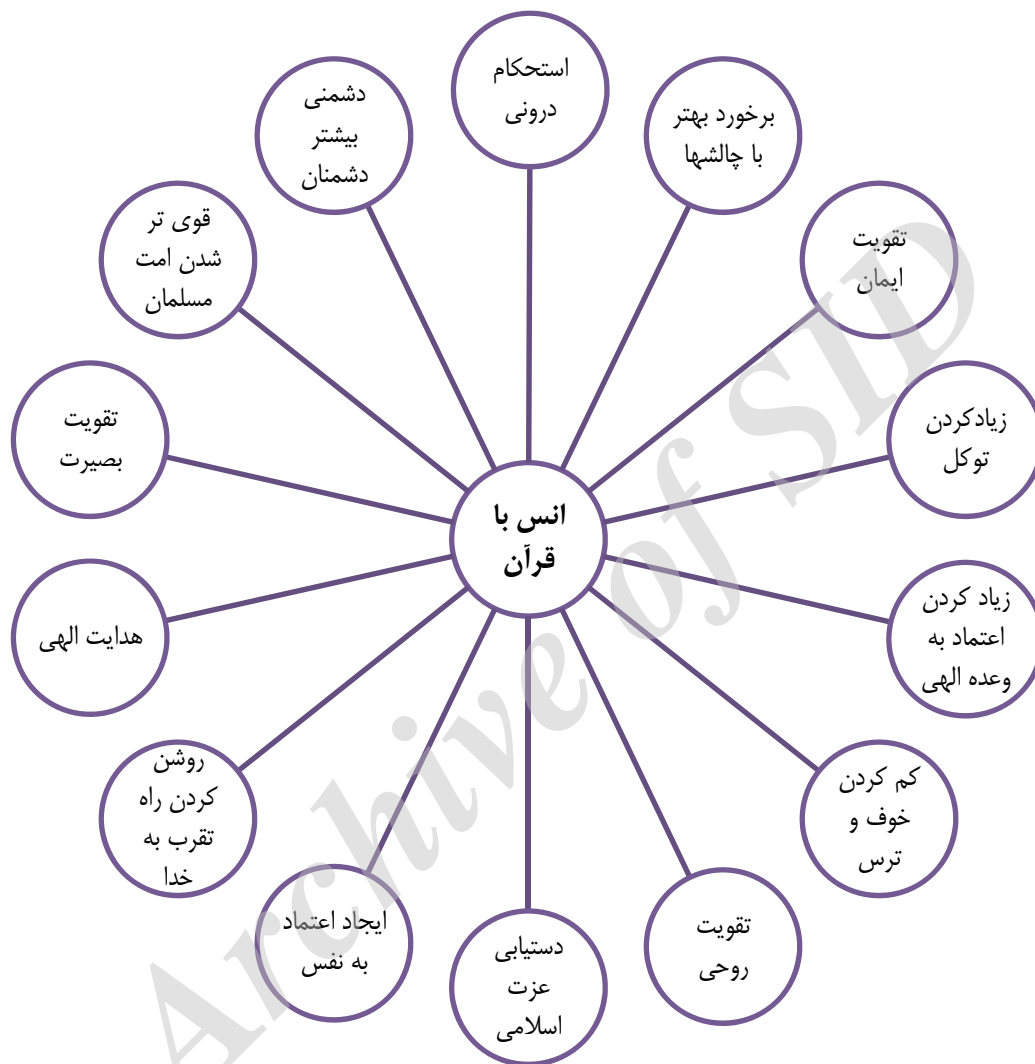 استحکام
درونی
برخورد بهتر
با چالشها
تقویت
ایمان
زیادکردن
توکل
زیاد کردن
اعتماد به
وعده الهی
کم کردن
خوف و
ترس
تقویت
روحی
دستیابی
عزت
اسلامی
ایجاد اعتماد
به نفس
روشن
کردن راه
تقرب به
خدا
هدایت الهی
تقویت
بصیرت
قوی تر
شدن امت
مسلمان
دشمنی
بیشتر
دشمنان
انس با
قرآن
Archive of SID